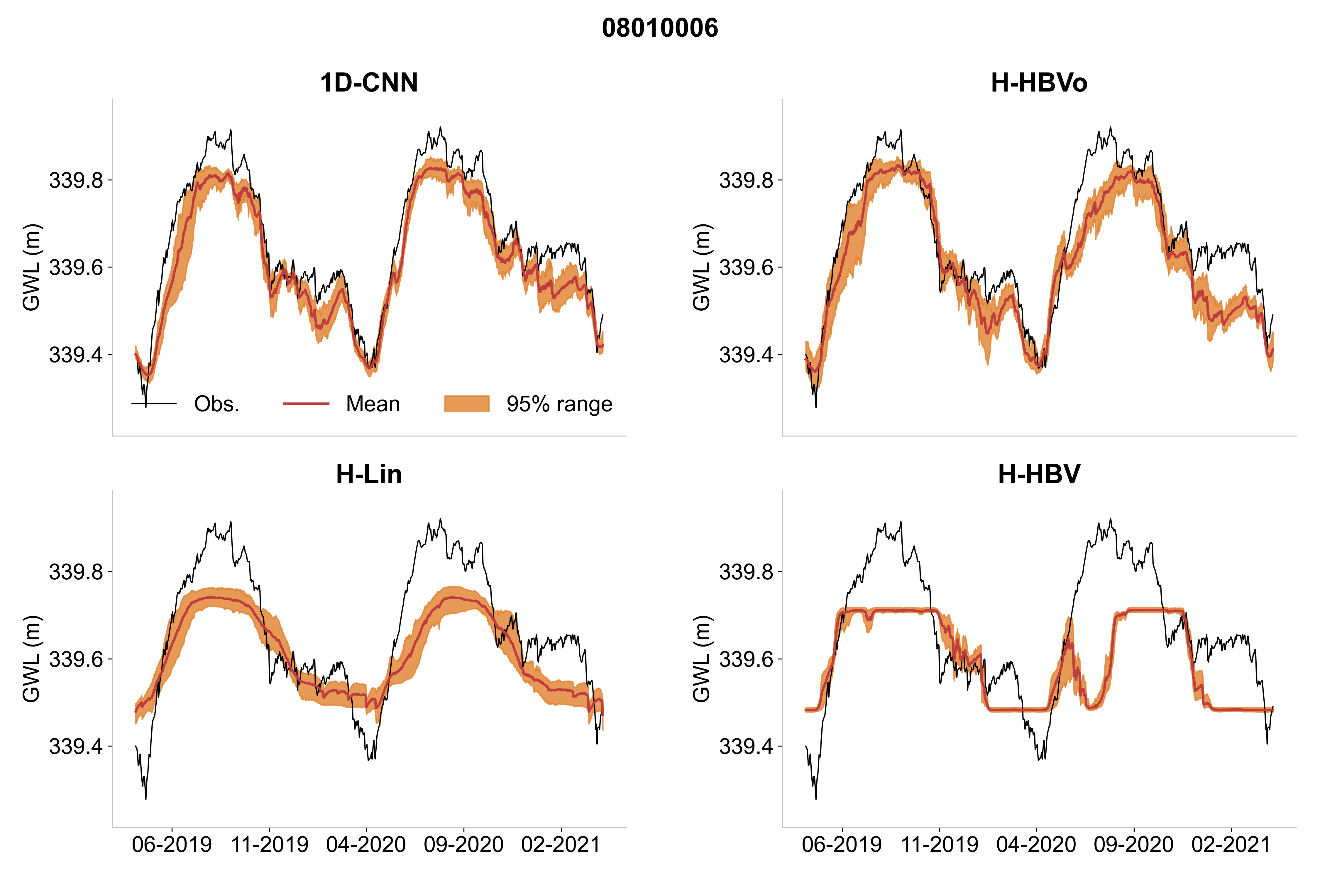 08010006
1D-CNN
H-HBVo
339.8
339.6
339.4
GWL (m)
Obs. Mean 95% range
339.8
339.6
339.4
GWL (m)
H-Lin
H-HBV
339.8
339.6
339.4
GWL (m)
06-2019 11-2019 04-2020 09-2020 02-2021
339.8
339.6
339.4
GWL (m)
06-2019 11-2019 04-2020 09-2020 02-2021